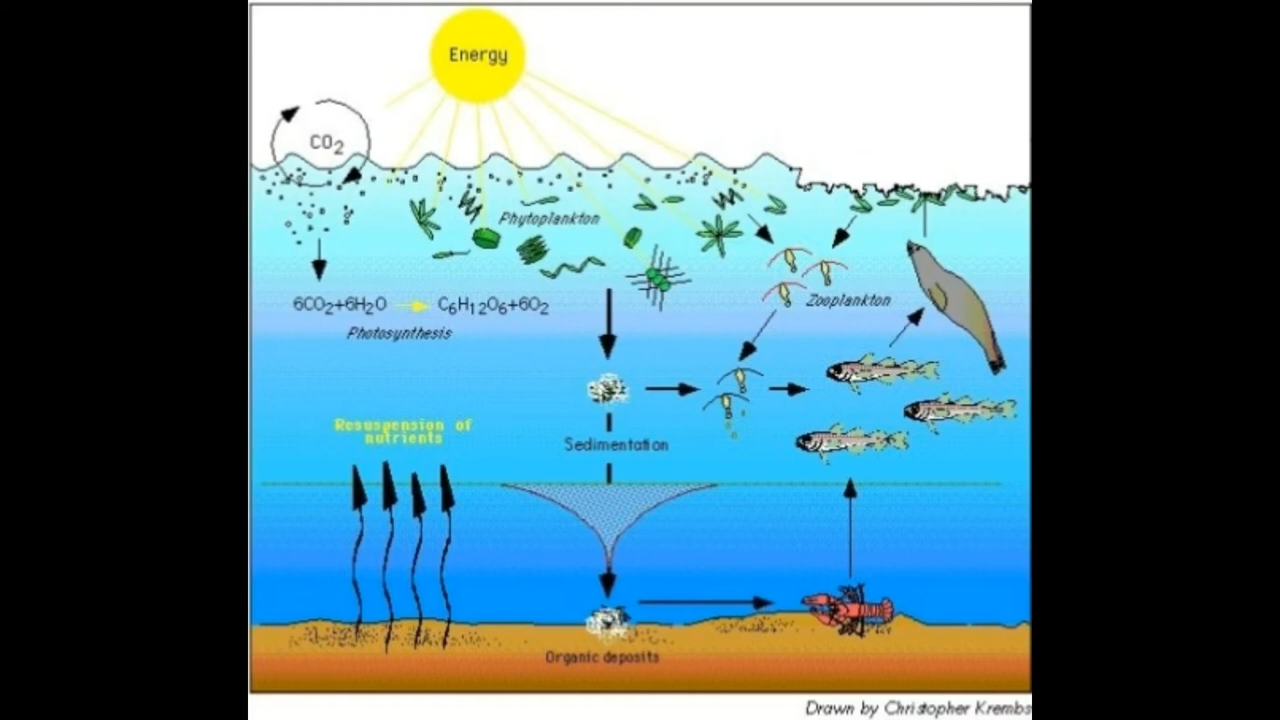 Energy
CO2
Phytoplankton
Zooplankton
6CO2+6H2O → C6H12O6+6O2
Photosynthesis
Resuspension of
nutrients
Sedimentation
Organic deposits
Drawn by Christopher Krembs